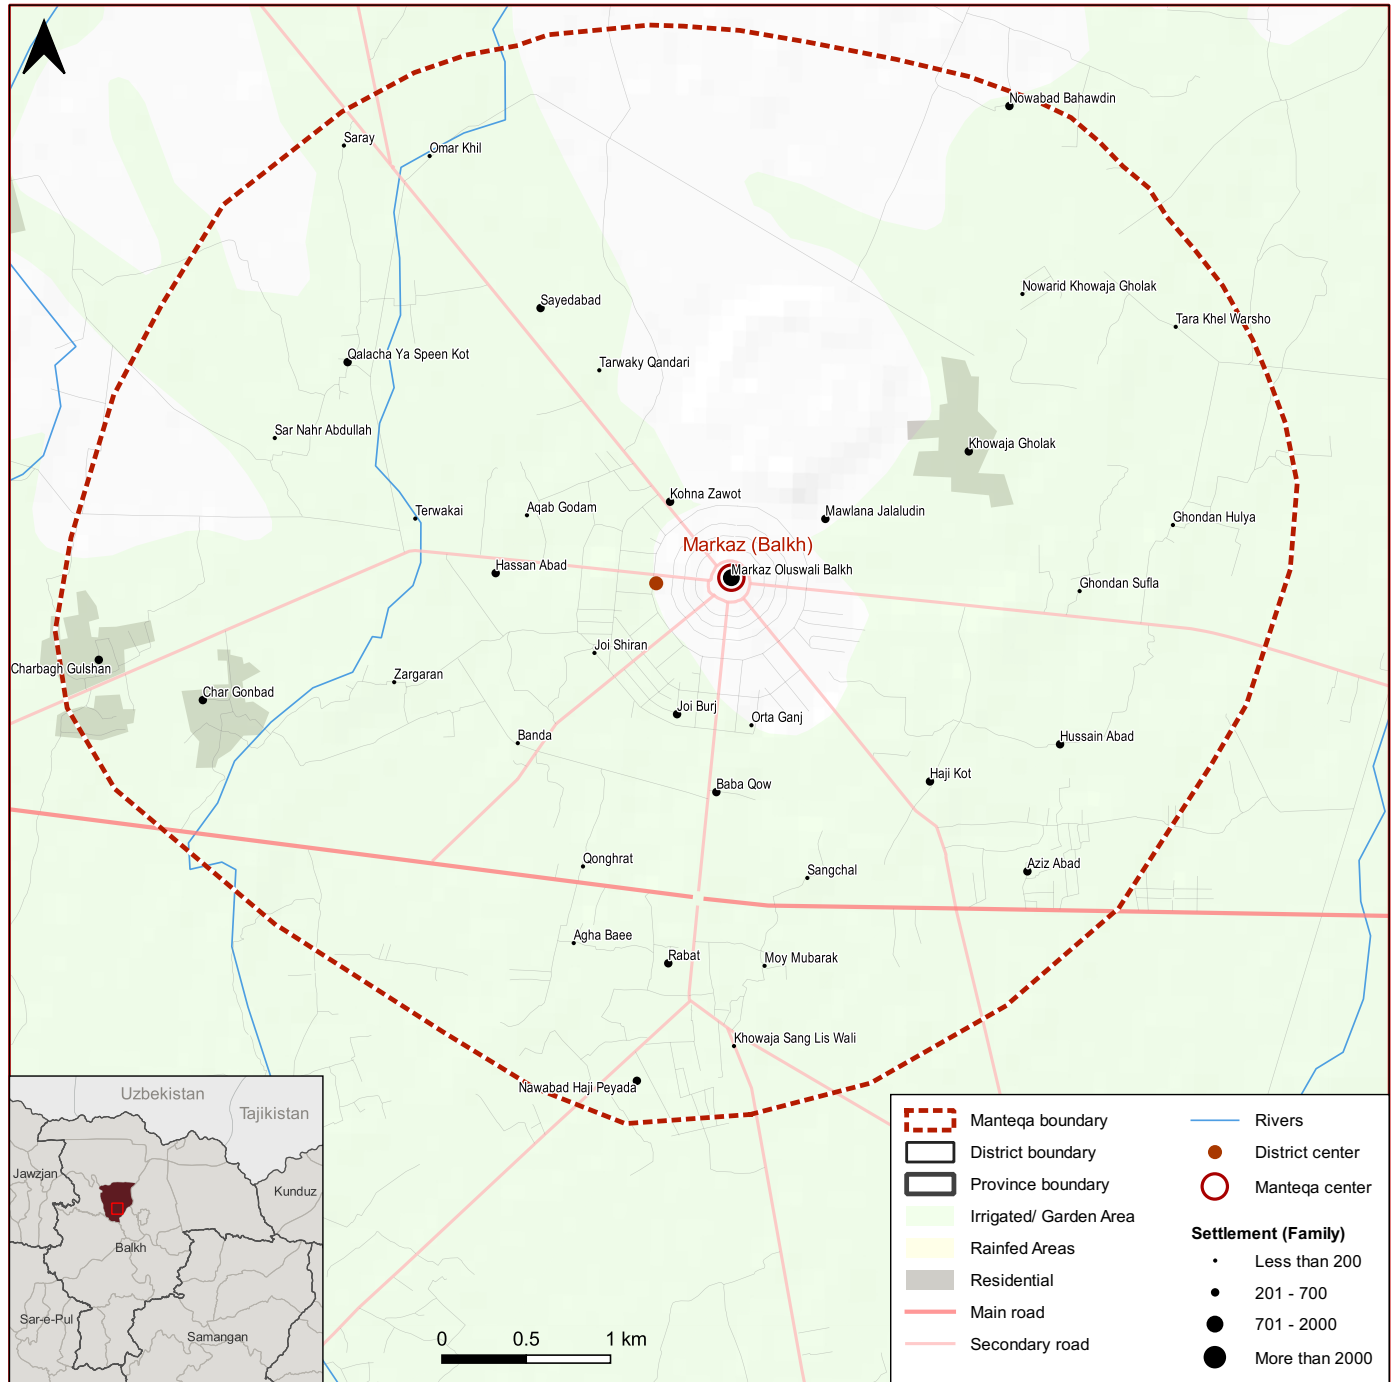 Nowabad Bahawdin
Saray
Omar Khil
Nowarid Khowaja Gholak
Sayedabad
Tara Khel Warsho
Qalacha Ya Speen Kot
Tarwaky Qandari
Sar Nahr Abdullah
Khowaja Gholak
Kohna Zawot
Terwakai
Aqab Godam
Mawlana Jalaludin
Ghondan Hulya
Markaz (Balkh)
Hassan Abad
Markaz Oluswali Balkh
Ghondan Sufla
Joi Shiran
Charbagh Gulshan
Zargaran
Char Gonbad
Joi Burj
Orta Ganj
Banda
Hussain Abad
Haji Kot
Baba Qow
Qonghrat
Sangchal
Aziz Abad
Agha Baee
Rabat
Moy Mubarak
Khowaja Sang Lis Wali
Nawabad Haji Peyada
Uzbekistan
Tajikistan
Jawzjan
Kunduz
Balkh
Sar-e-Pul
Samangan
0 0.5 1 km
Manteqa boundary
District boundary
Province boundary
Irrigated/ Garden Area
Rainfed Areas
Residential
Main road
Secondary road
Rivers
District center
Manteqa center
Settlement (Family)
Less than 200
201 - 700
701 - 2000
More than 2000